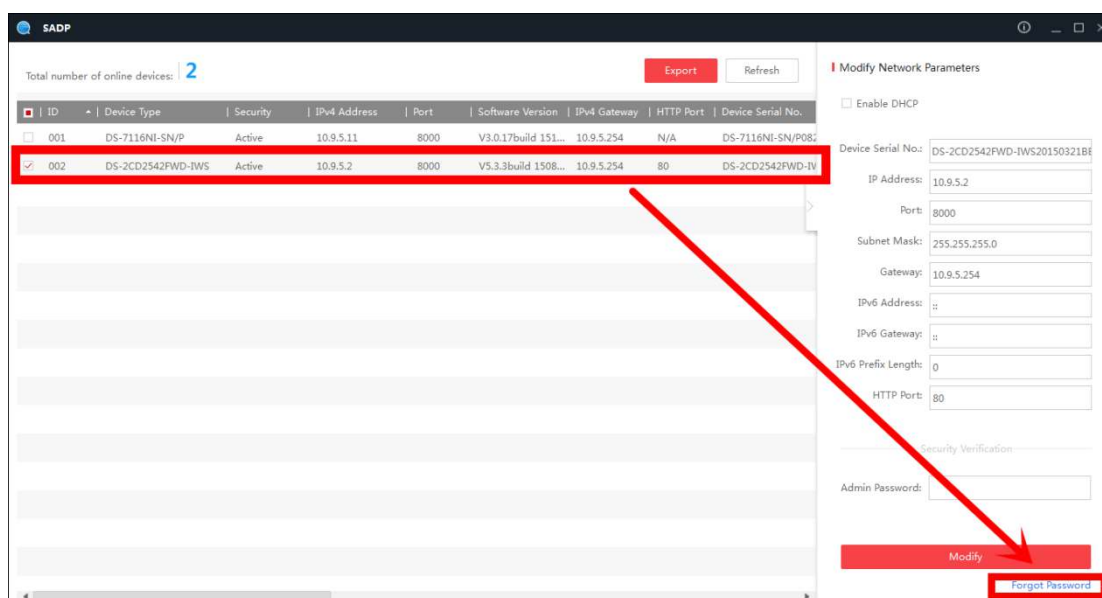 SADP
Total number of online devices: 2
Export
Refresh
ID Device Type Security IPv4 Address Port Software Version IPv4 Gateway HTTP Port Device Serial No.
001 DS-7116NI-SN/P Active 10.9.5.11 8000 V3.0.17build 151... 10.9.5.254 N/A DS-7116NI-SN/P082
002 DS-2CD2542FWD-IWS Active 10.9.5.2 8000 V5.3.3build 1508... 10.9.5.254 80 DS-2CD2542FWD-IV
Modify Network Parameters
Enable DHCP
Device Serial No.: DS-2CD2542FWD-IWS20150321BE
IP Address: 10.9.5.2
Port: 8000
Subnet Mask: 255.255.255.0
Gateway: 10.9.5.254
IPv6 Address: ::
IPv6 Gateway: ::
IPv6 Prefix Length: 0
HTTP Port: 80
Security Verification
Admin Password:
Modify
Forgot Password